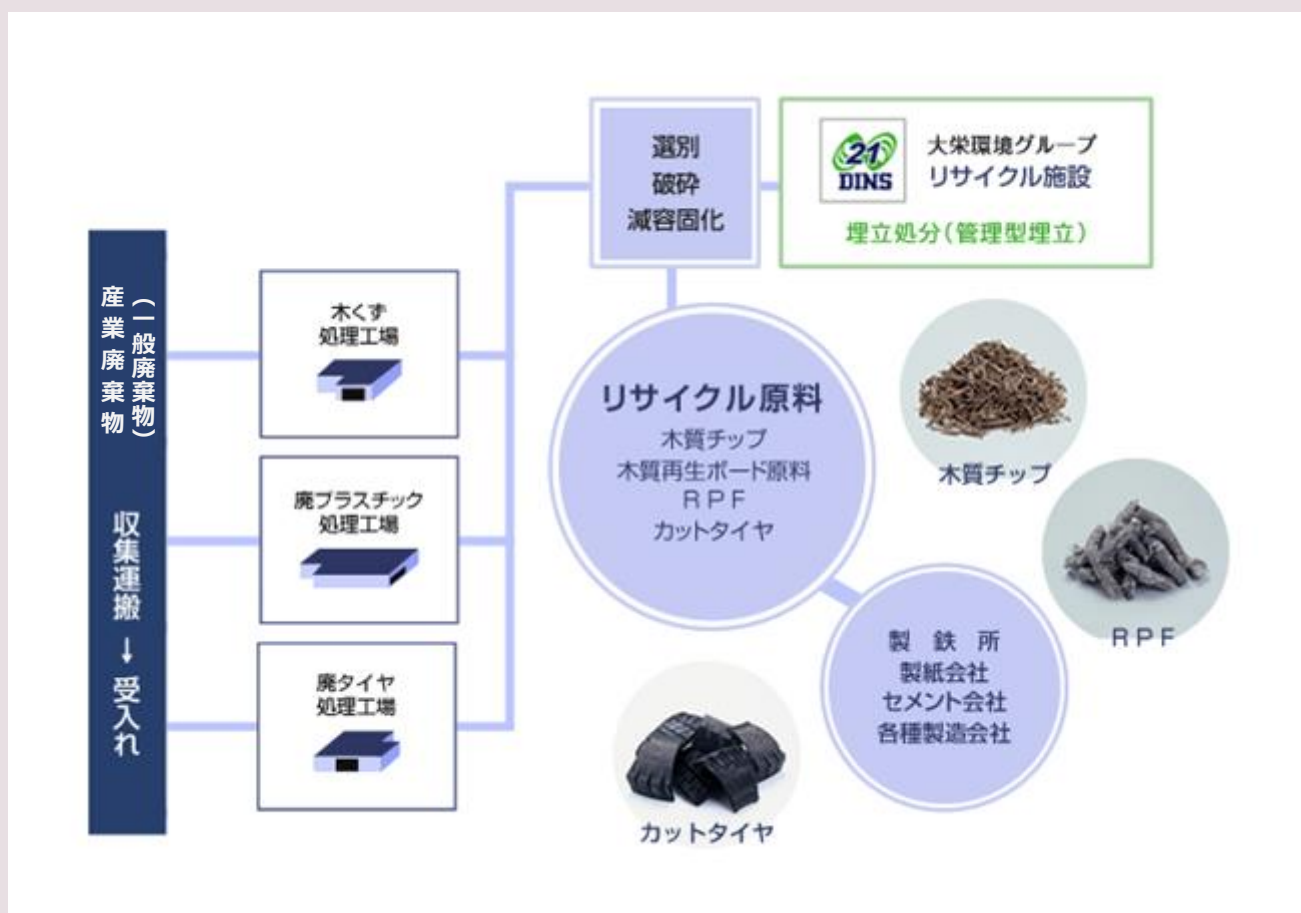 産業廃棄物
(一般廃棄物)
収集運搬
↓
受入れ
木くず
処理工場
廃プラスチック
処理工場
廃タイヤ
処理工場
選別
破砕
減容固化
21
DINS
大栄環境グループ
リサイクル施設
埋立処分(管理型埋立)
リサイクル原料
木質チップ
木質再生ボード原料
RPF
カットタイヤ
木質チップ
RPF
製鉄所
製紙会社
セメント会社
各種製造会社
カットタイヤ